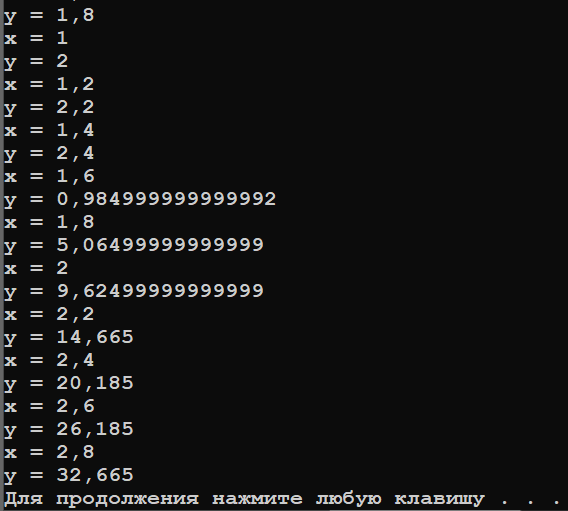 y = 1,8
x = 1
y = 2
x = 1,2
y = 2,2
x = 1,4
y = 2,4
x = 1,6
y = 0,984999999999992
x = 1,8
y = 5,06499999999999
x = 2
y = 9,62499999999999
x = 2,2
y = 14,665
x = 2,4
y = 20,185
x = 2,6
y = 26,185
x = 2,8
y = 32,665
Для продолжения нажмите любую клавишу . . .